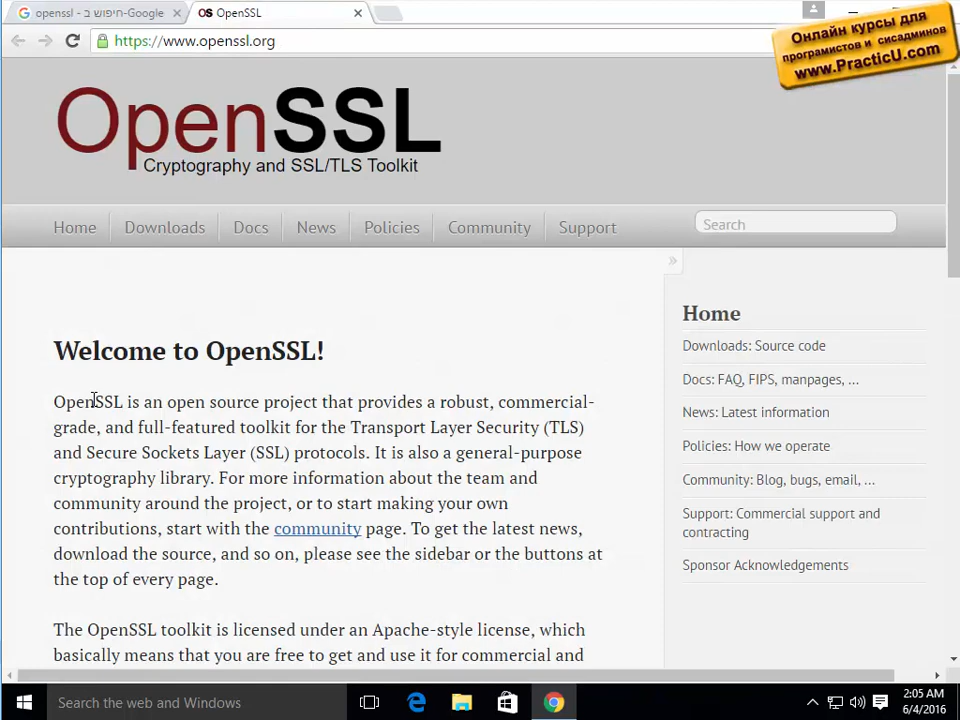 openssl - חיפוש ב-Google
OS OpenSSL
https://www.openssl.org
Онлайн курсы для
програмистов и сисадминов
www.PracticU.com
OpenSSL
Cryptography and SSL/TLS Toolkit
Home Downloads Docs News Policies Community Support Search
»
Welcome to OpenSSL!
OpenSSL is an open source project that provides a robust, commercial-
grade, and full-featured toolkit for the Transport Layer Security (TLS)
and Secure Sockets Layer (SSL) protocols. It is also a general-purpose
cryptography library. For more information about the team and
community around the project, or to start making your own
contributions, start with the community page. To get the latest news,
download the source, and so on, please see the sidebar or the buttons at
the top of every page.
The OpenSSL toolkit is licensed under an Apache-style license, which
basically means that you are free to get and use it for commercial and
Home
Downloads: Source code
Docs: FAQ, FIPS, manpages, ...
News: Latest information
Policies: How we operate
Community: Blog, bugs, email, ...
Support: Commercial support and
contracting
Sponsor Acknowledgements
Search the web and Windows
2:05 AM
6/4/2016